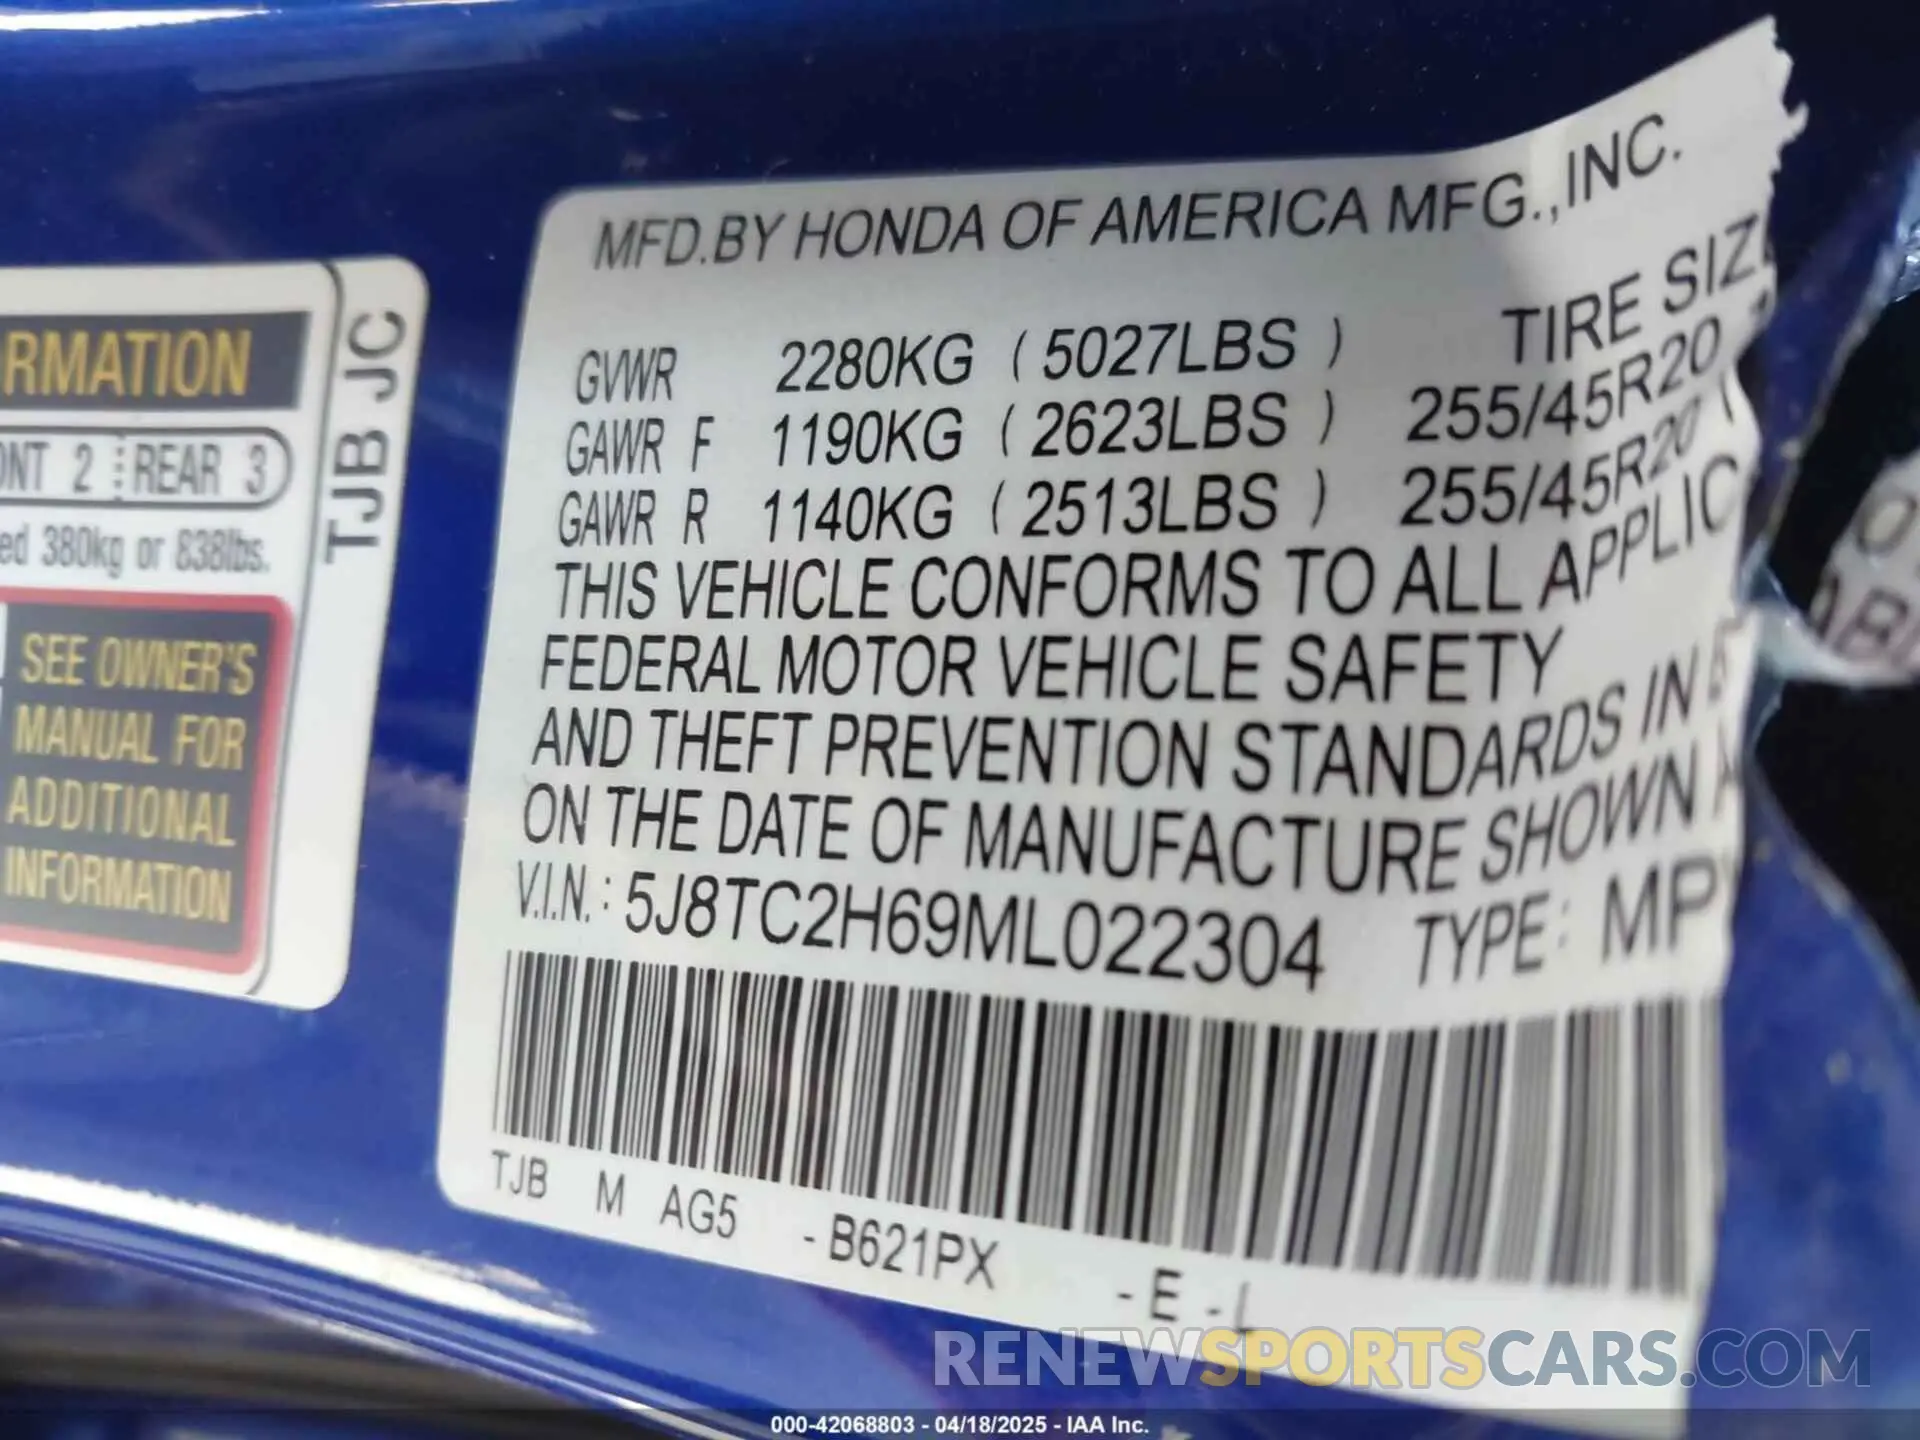 RMATION
ONT 2 REAR 3
ed 380kg or 838lbs.
SEE OWNER'S
MANUAL FOR
ADDITIONAL
INFORMATION
TJB JC
MFD.BY HONDA OF AMERICA MFG.,INC.
GVWR 2280KG ( 5027LBS ) TIRE SIZ
GAWR F 1190KG ( 2623LBS ) 255/45R20
GAWR R 1140KG ( 2513LBS ) 255/45R20 (
THIS VEHICLE CONFORMS TO ALL APPLIC
FEDERAL MOTOR VEHICLE SAFETY
AND THEFT PREVENTION STANDARDS IN
ON THE DATE OF MANUFACTURE SHOWN A
V.I.N.: 5J8TC2H69ML022304 TYPE: MP
TJB M AG5 -B621PX -E -L
RENEWSPORTSCARS.COM
000-42068803 - 04/18/2025 - IAA Inc.